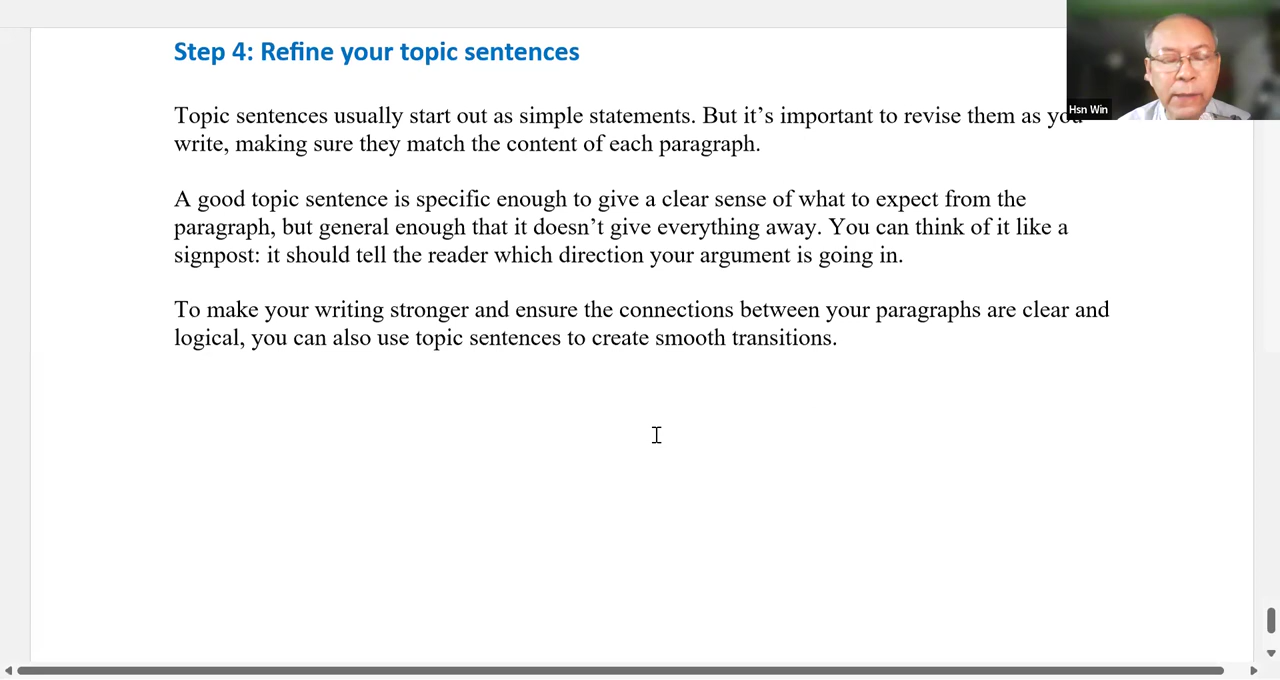 Step 4: Refine your topic sentences
Hsn Win
Topic sentences usually start out as simple statements. But it’s important to revise them as you
write, making sure they match the content of each paragraph.
A good topic sentence is specific enough to give a clear sense of what to expect from the
paragraph, but general enough that it doesn’t give everything away. You can think of it like a
signpost: it should tell the reader which direction your argument is going in.
To make your writing stronger and ensure the connections between your paragraphs are clear and
logical, you can also use topic sentences to create smooth transitions.